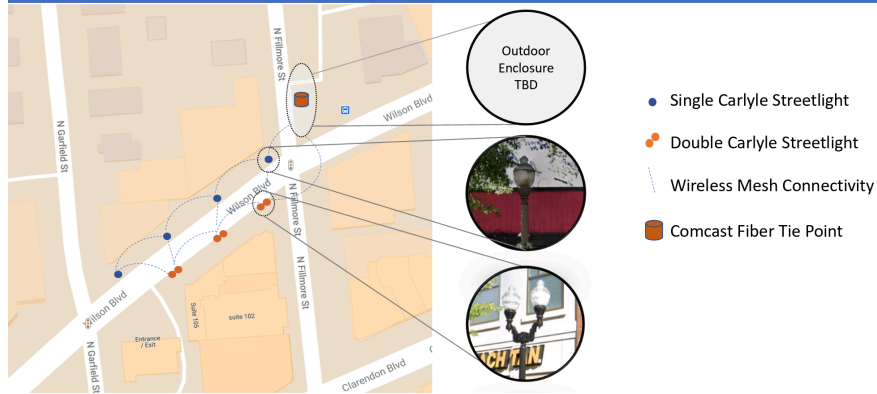 N Fillmore St
Wilson Blvd
N Garfield St
Wilson Blvd
N Fillmore St
N Fillmore St
Wilson Blvd
Suite 105
suite 102
Entrance
/ Exit
N Garfield St
Clarendon Blvd
C
Outdoor
Enclosure
TBD
ACH TAN.
Single Carlyle Streetlight
Double Carlyle Streetlight
Wireless Mesh Connectivity
Comcast Fiber Tie Point